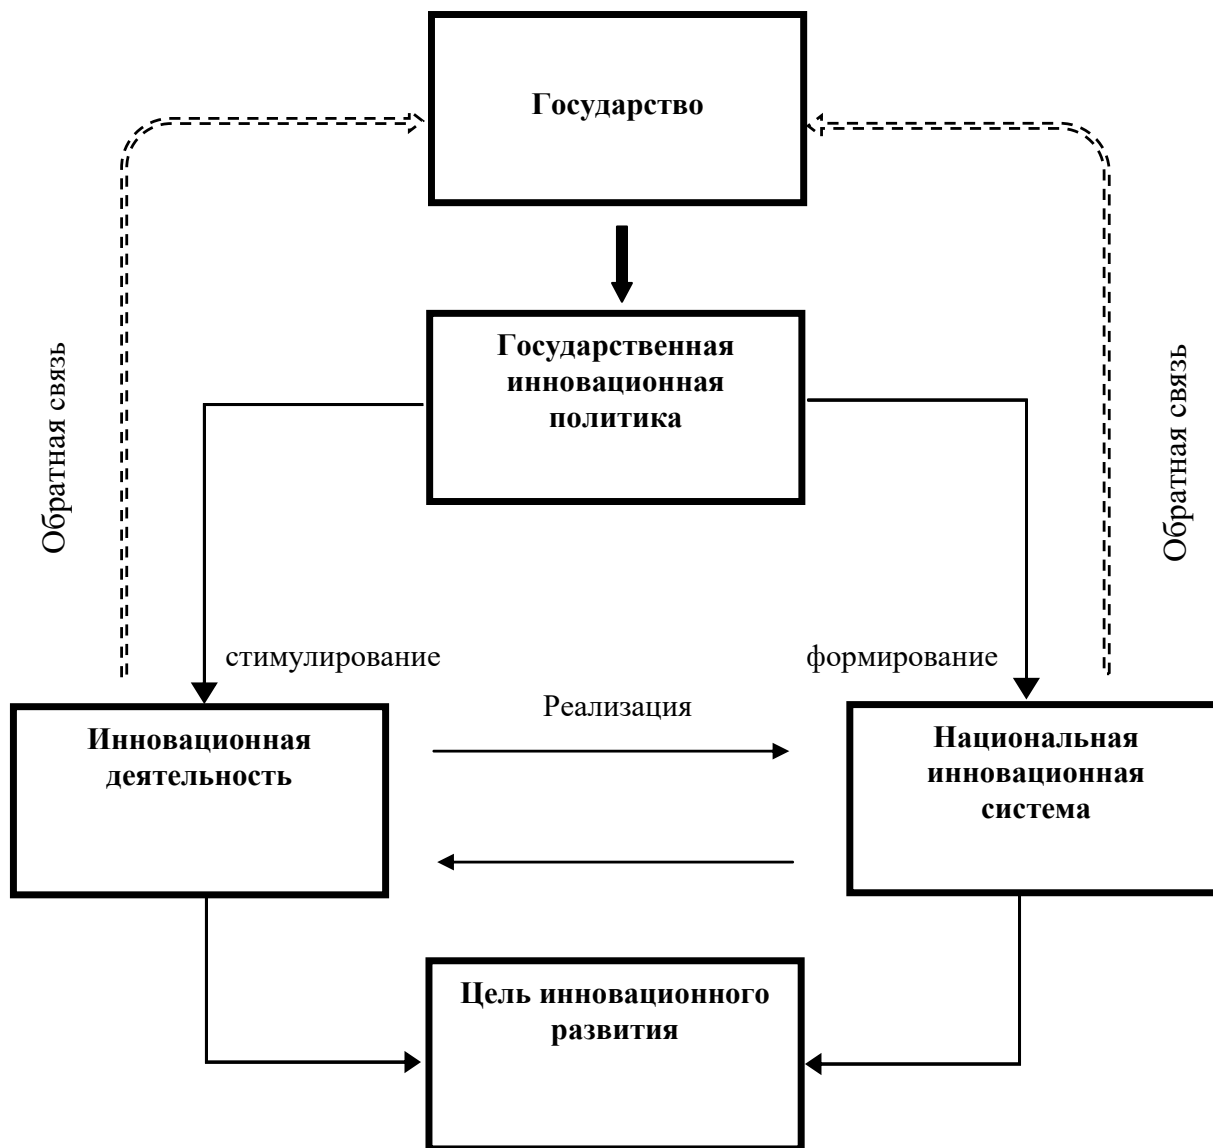 Государство
Государственная
инновационная
политика
Обратная связь
Обратная связь
стимулирование
формирование
Реализация
Инновационная
деятельность
Национальная
инновационная
система
Цель инновационного
развития